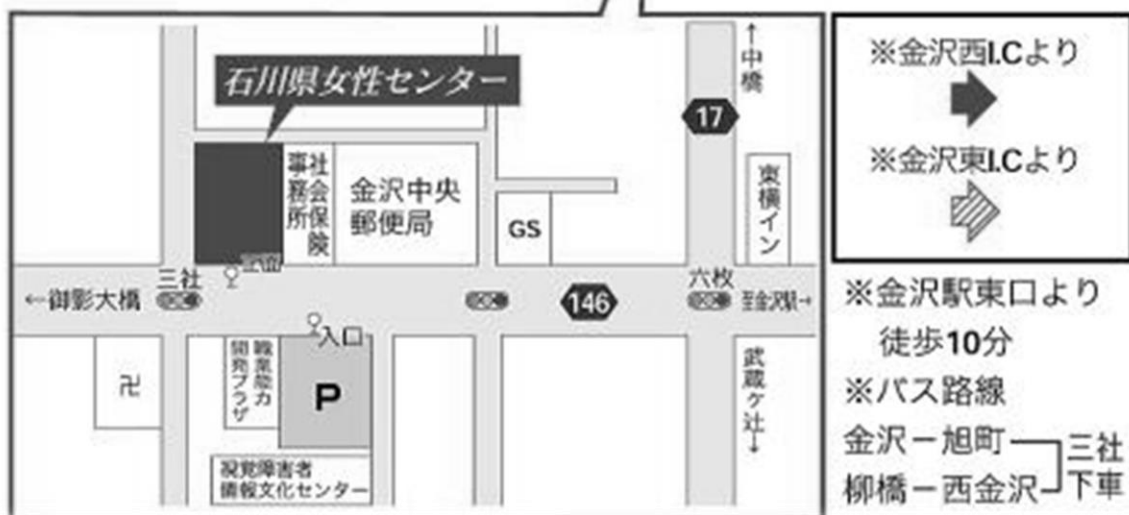 石川県女性センター
↑中橋
17
社会保険
事務所
金沢中央
郵便局
GS
東横イン
三社
六枚
←御影大橋
146
至金沢駅→
入口
卍
職業能力
開発プラザ
P
武蔵ヶ辻↓
視覚障害者
情報文化センター
※金沢西I.Cより
※金沢東I.Cより
※金沢駅東口より
徒歩10分
※バス路線
金沢－旭町
柳橋－西金沢
三社
下車